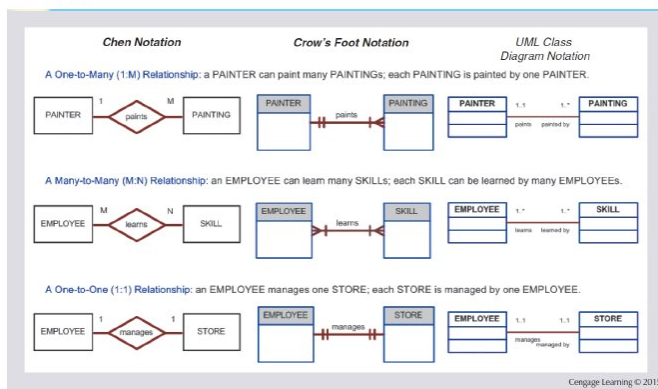 Chen Notation
Crow's Foot Notation
UML Class
Diagram Notation
A One-to-Many (1:M) Relationship: a PAINTER can paint many PAINTINGs; each PAINTING is painted by one PAINTER.
PAINTER 1 paints M PAINTING
PAINTER paints PAINTING
PAINTER 1..1 1..* PAINTING
paints painted by
A Many-to-Many (M:N) Relationship: an EMPLOYEE can learn many SKILLs; each SKILL can be learned by many EMPLOYEEs.
EMPLOYEE M learns N SKILL
EMPLOYEE learns SKILL
EMPLOYEE 1..* 1..* SKILL
learns learned by
A One-to-One (1:1) Relationship: an EMPLOYEE manages one STORE; each STORE is managed by one EMPLOYEE.
EMPLOYEE 1 manages 1 STORE
EMPLOYEE manages STORE
EMPLOYEE 1..1 1..1 STORE
manages
managed by
Cengage Learning © 201